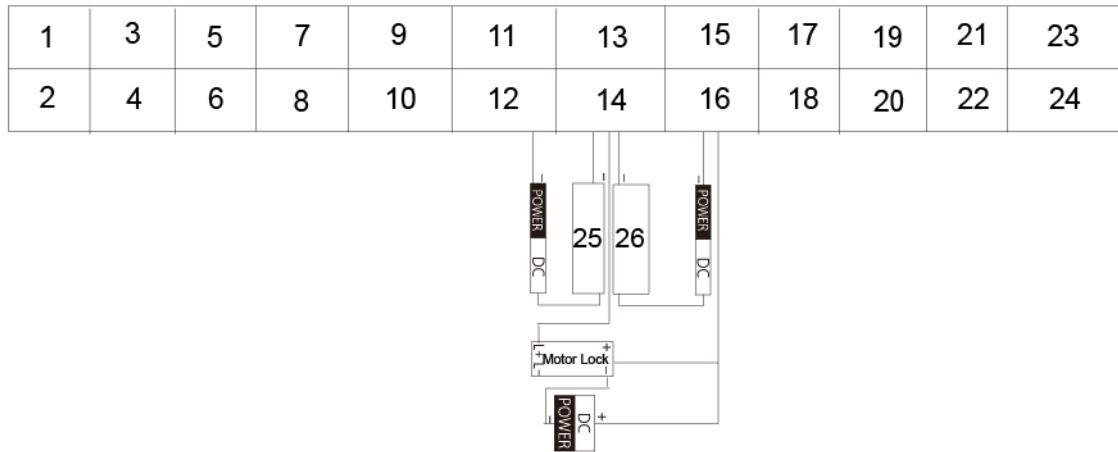 1 3 5 7 9 11 13 15 17 19 21 23
2 4 6 8 10 12 14 16 18 20 22 24
− − − −
POWER DC
25
26
POWER DC
L+ Motor Lock +
L− −
− DC POWER +